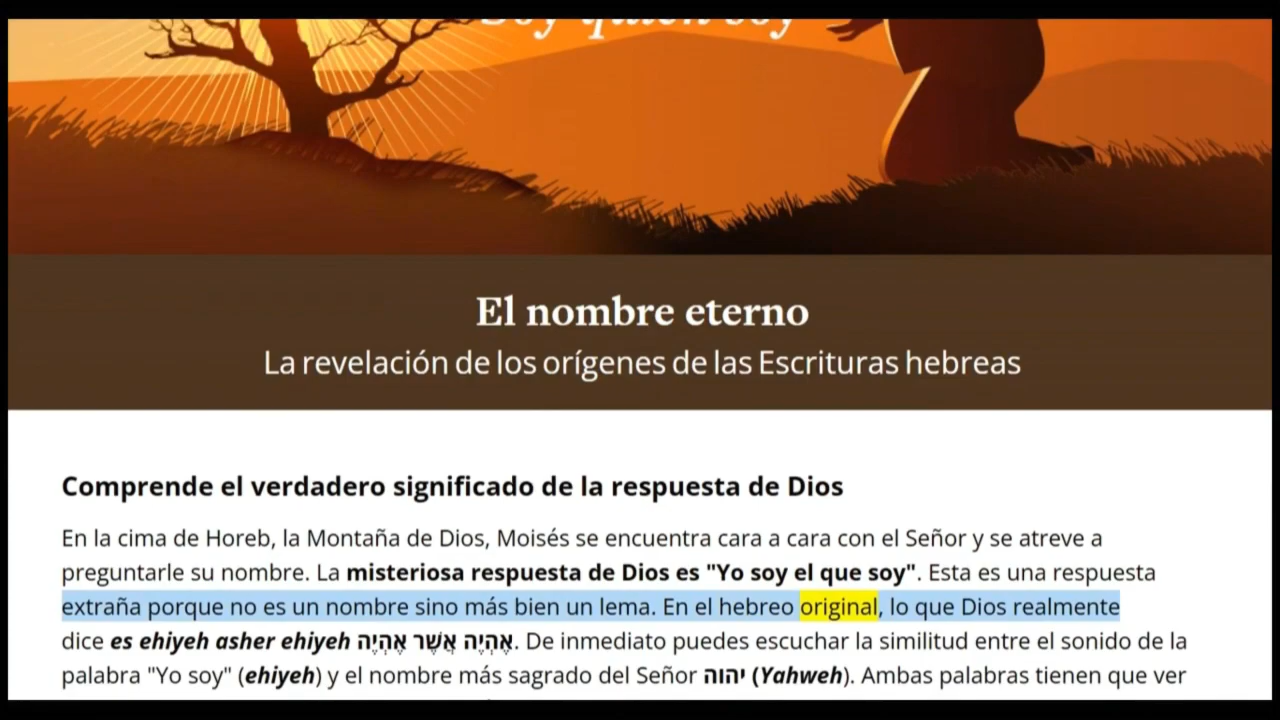 Soy quien soy
El nombre eterno
La revelación de los orígenes de las Escrituras hebreas
Comprende el verdadero significado de la respuesta de Dios
En la cima de Horeb, la Montaña de Dios, Moisés se encuentra cara a cara con el Señor y se atreve a
preguntarle su nombre. La misteriosa respuesta de Dios es "Yo soy el que soy". Esta es una respuesta
extraña porque no es un nombre sino más bien un lema. En el hebreo original, lo que Dios realmente
dice es ehiyeh asher ehiyeh אֶהְיֶה אֲשֶׁר אֶהְיֶה. De inmediato puedes escuchar la similitud entre el sonido de la
palabra "Yo soy" (ehiyeh) y el nombre más sagrado del Señor יהוה (Yahweh). Ambas palabras tienen que ver